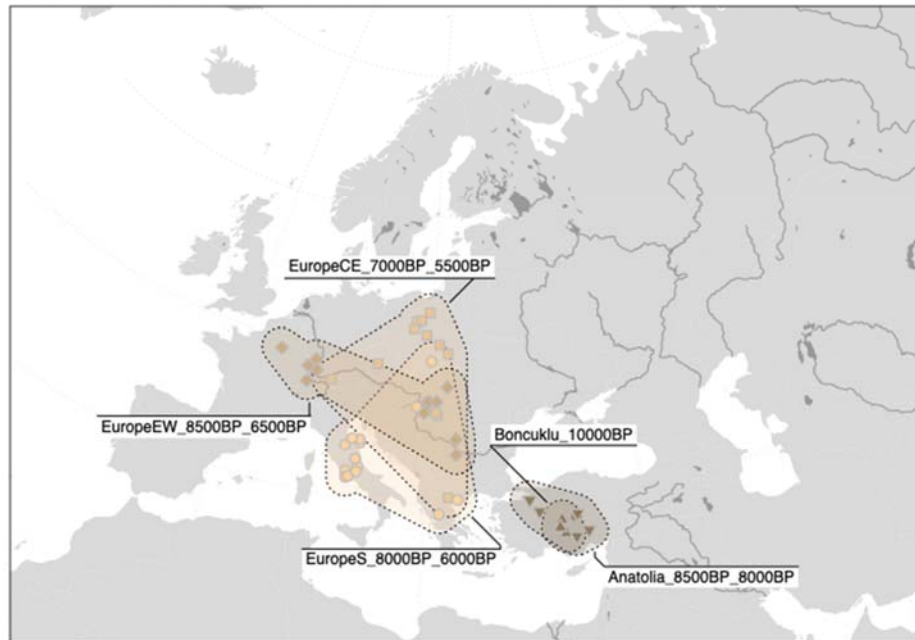 EuropeCE_7000BP_5500BP
EuropeEW_8500BP_6500BP
Boncuklu_10000BP
EuropeS_8000BP_6000BP
Anatolia_8500BP_8000BP